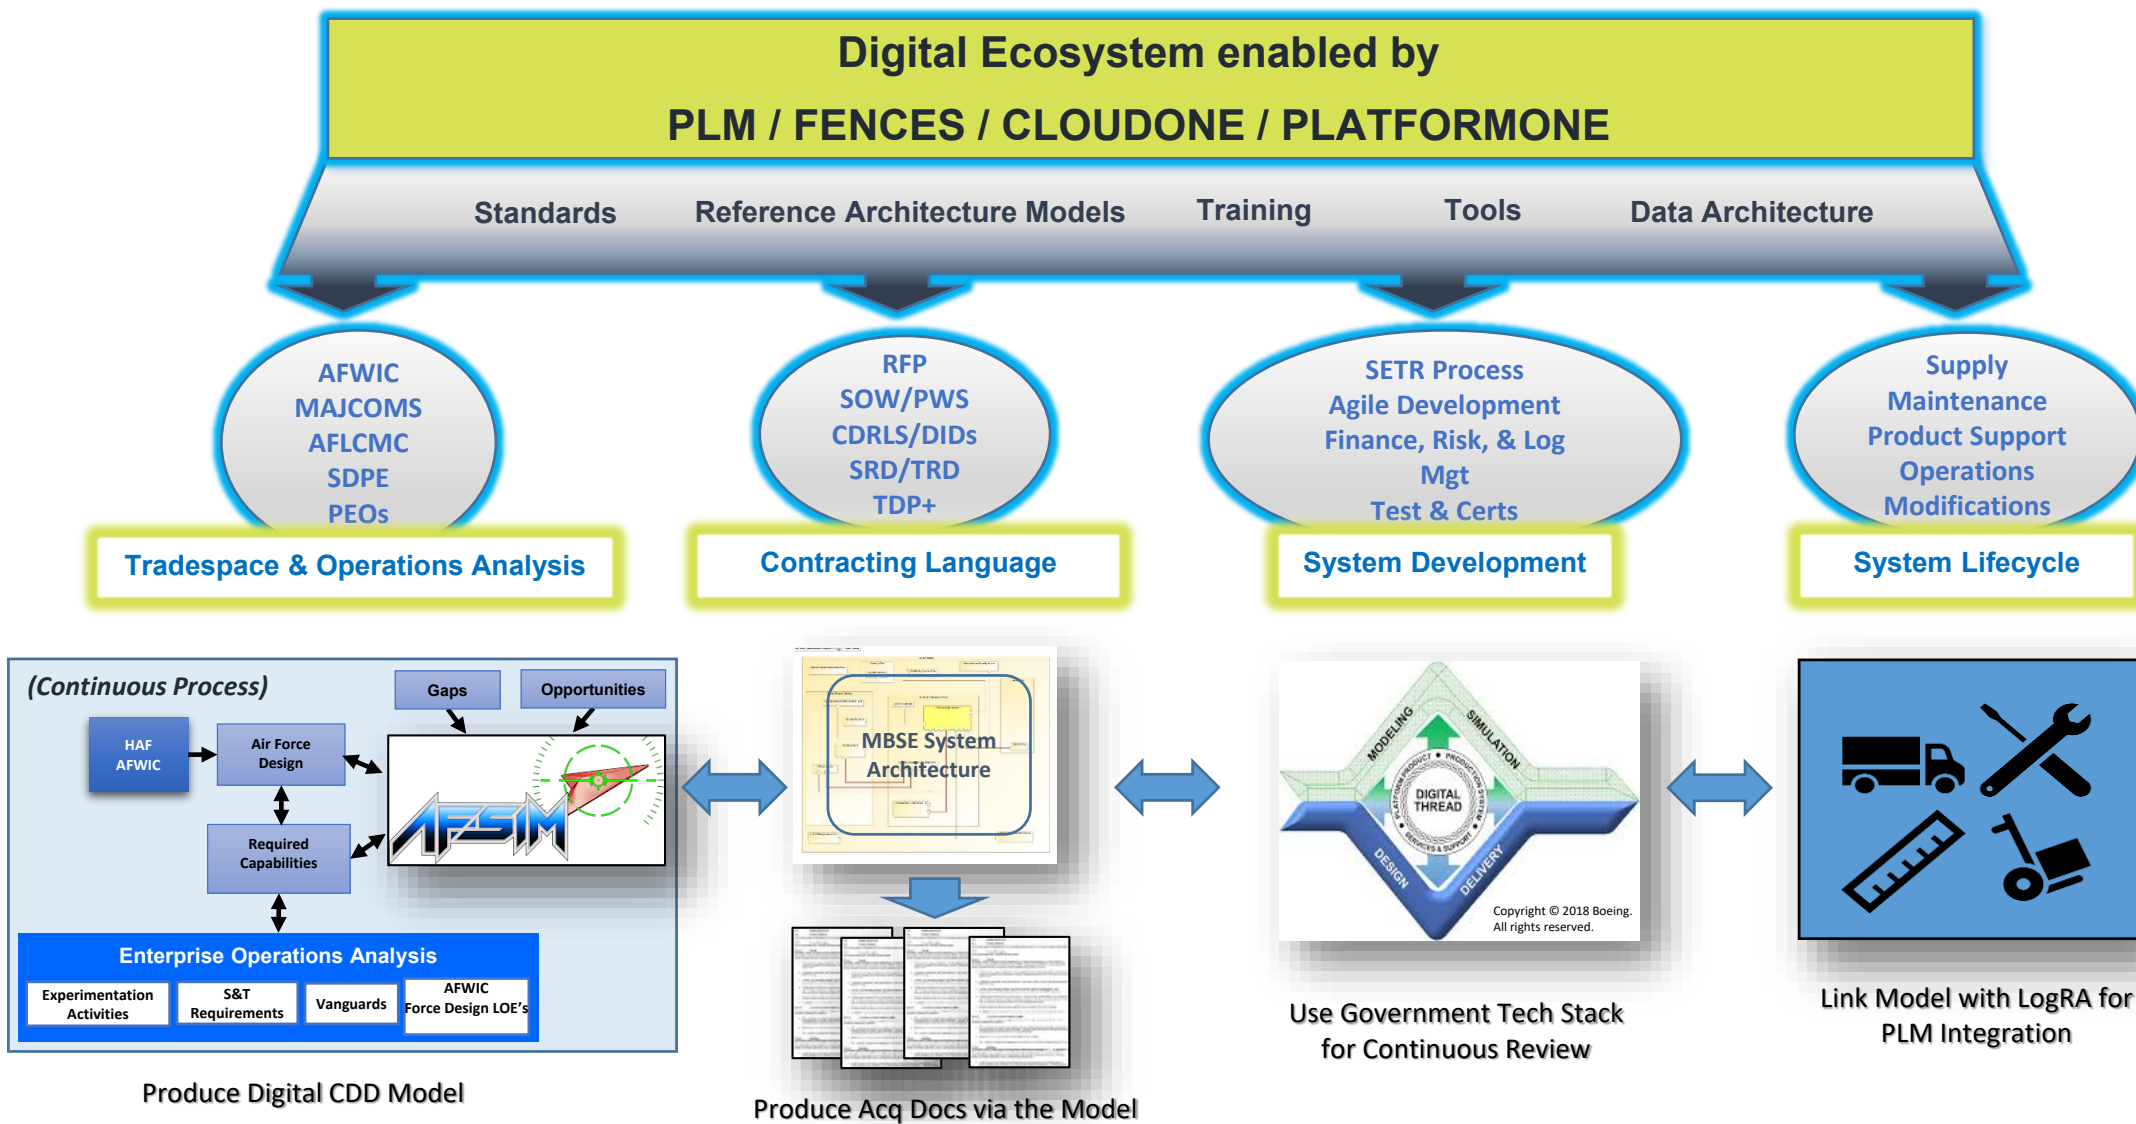 Digital Ecosystem enabled by
PLM / FENCES / CLOUDONE / PLATFORMONE
Standards
Reference Architecture Models
Training
Tools
Data Architecture
AFWIC
MAJCOMS
AFLCMC
SDPE
PEOs
RFP
SOW/PWS
CDRLS/DIDs
SRD/TRD
TDP+
SETR Process
Agile Development
Finance, Risk, & Log
Mgt
Test & Certs
Supply
Maintenance
Product Support
Operations
Modifications
Tradespace & Operations Analysis
Contracting Language
System Development
System Lifecycle
(Continuous Process)
Gaps
Opportunities
HAF
AFWIC
Air Force
Design
AFSIM
Required
Capabilities
Enterprise Operations Analysis
Experimentation
Activities
S&T
Requirements
Vanguards
AFWIC
Force Design LOE's
Produce Digital CDD Model
MBSE System
Architecture
Produce Acq Docs via the Model
MODELING
SIMULATION
PLATFORM PRODUCT
PRODUCTION SYSTEM
SERVICES & SUPPORT
DIGITAL
THREAD
DESIGN
DELIVERY
Copyright © 2018 Boeing.
All rights reserved.
Use Government Tech Stack
for Continuous Review
Link Model with LogRA for
PLM Integration